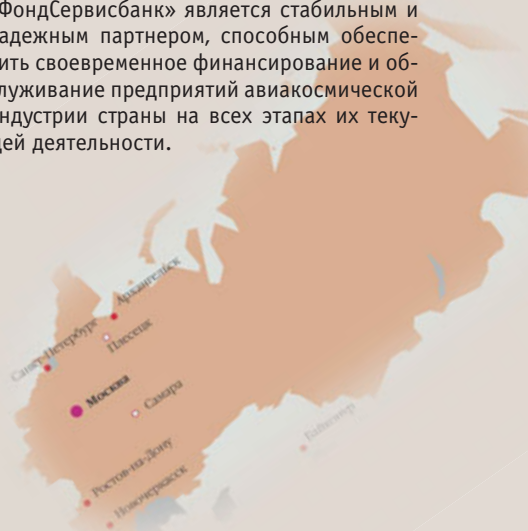 ФондСервисбанк» является стабильным и
адежным партнером, способным обеспе-
ить своевременное финансирование и об-
луживание предприятий авиакосмической
ндустрии страны на всех этапах их теку-
ей деятельности.
Архангельск
Санкт-Петербург
Плесецк
Москва
Самара
Байконур
Ростов-на-Дону
Новочеркасск